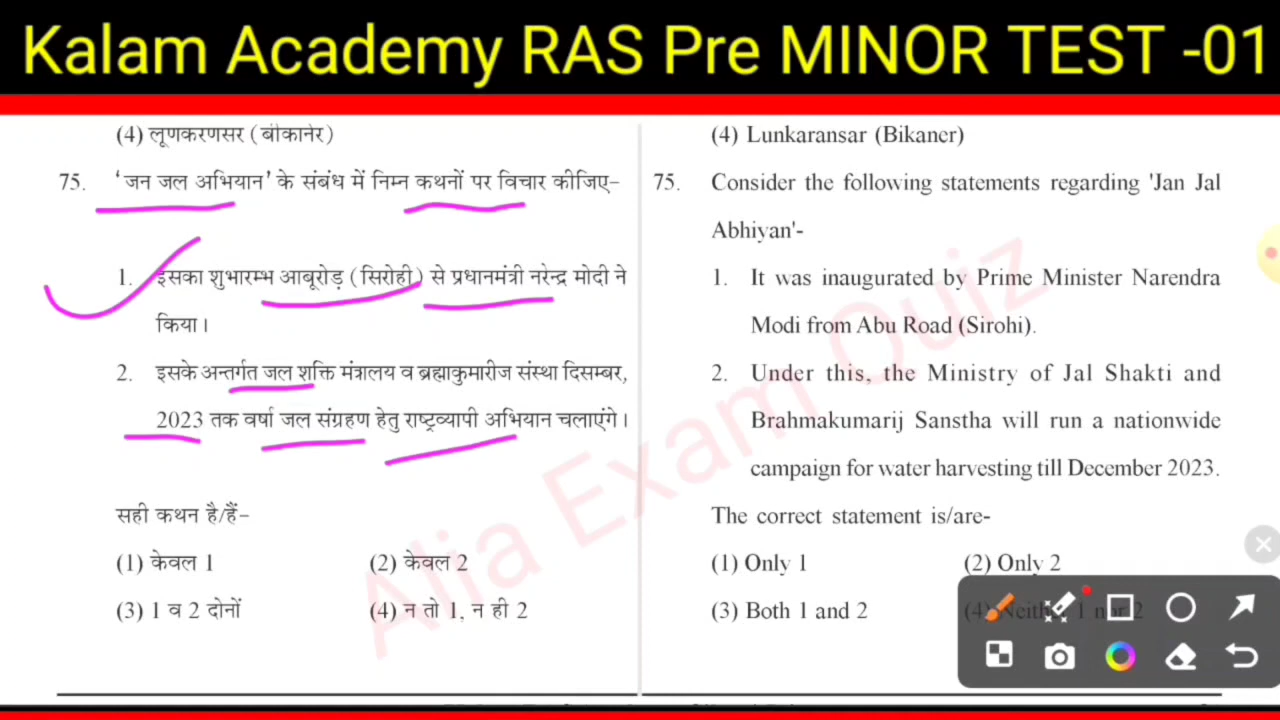 Kalam Academy RAS Pre MINOR TEST -01
(4) लूणकरणसर (बीकानेर)
75. ‘जन जल अभियान’ के संबंध में निम्न कथनों पर विचार कीजिए–
1. इसका शुभारम्भ आबूरोड़ (सिरोही) से प्रधानमंत्री नरेन्द्र मोदी ने
किया।
2. इसके अन्तर्गत जल शक्ति मंत्रालय व ब्रह्माकुमारीज संस्था दिसम्बर,
2023 तक वर्षा जल संग्रहण हेतु राष्ट्रव्यापी अभियान चलाएंगे।
सही कथन है/हैं–
(1) केवल 1 (2) केवल 2
(3) 1 व 2 दोनों (4) न तो 1, न ही 2
(4) Lunkaransar (Bikaner)
75. Consider the following statements regarding 'Jan Jal
Abhiyan'-
1. It was inaugurated by Prime Minister Narendra
Modi from Abu Road (Sirohi).
2. Under this, the Ministry of Jal Shakti and
Brahmakumarij Sanstha will run a nationwide
campaign for water harvesting till December 2023.
The correct statement is/are-
(1) Only 1 (2) Only 2
(3) Both 1 and 2 (4) Neither 1 nor 2
Alia Exam Quiz